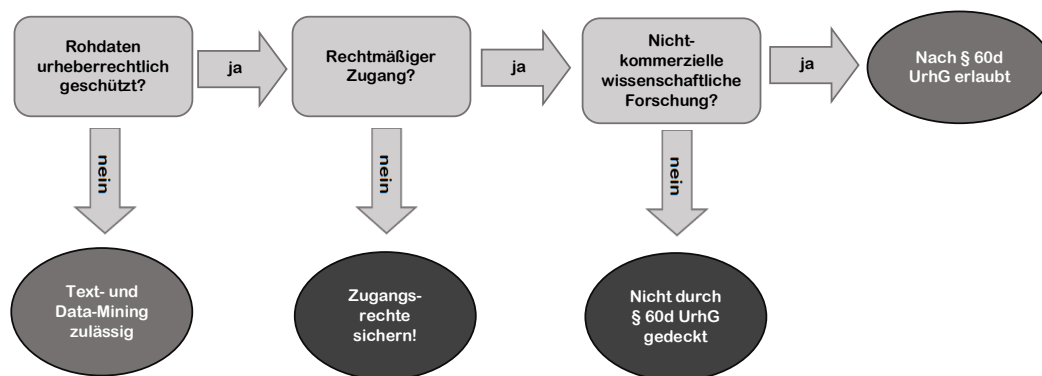 Rohdaten
urheberrechtlich
geschützt?
ja
Rechtmäßiger
Zugang?
ja
Nicht-
kommerzielle
wissenschaftliche
Forschung?
ja
Nach § 60d
UrhG erlaubt
nein
nein
nein
Text- und
Data-Mining
zulässig
Zugangs-
rechte
sichern!
Nicht durch
§ 60d UrhG
gedeckt